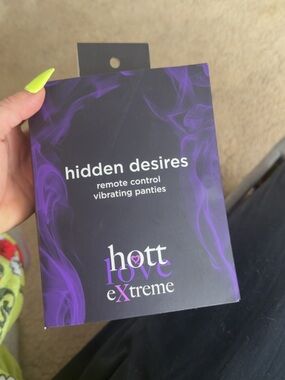 hidden desires
remote control
vibrating panties
hott
love
eXtreme